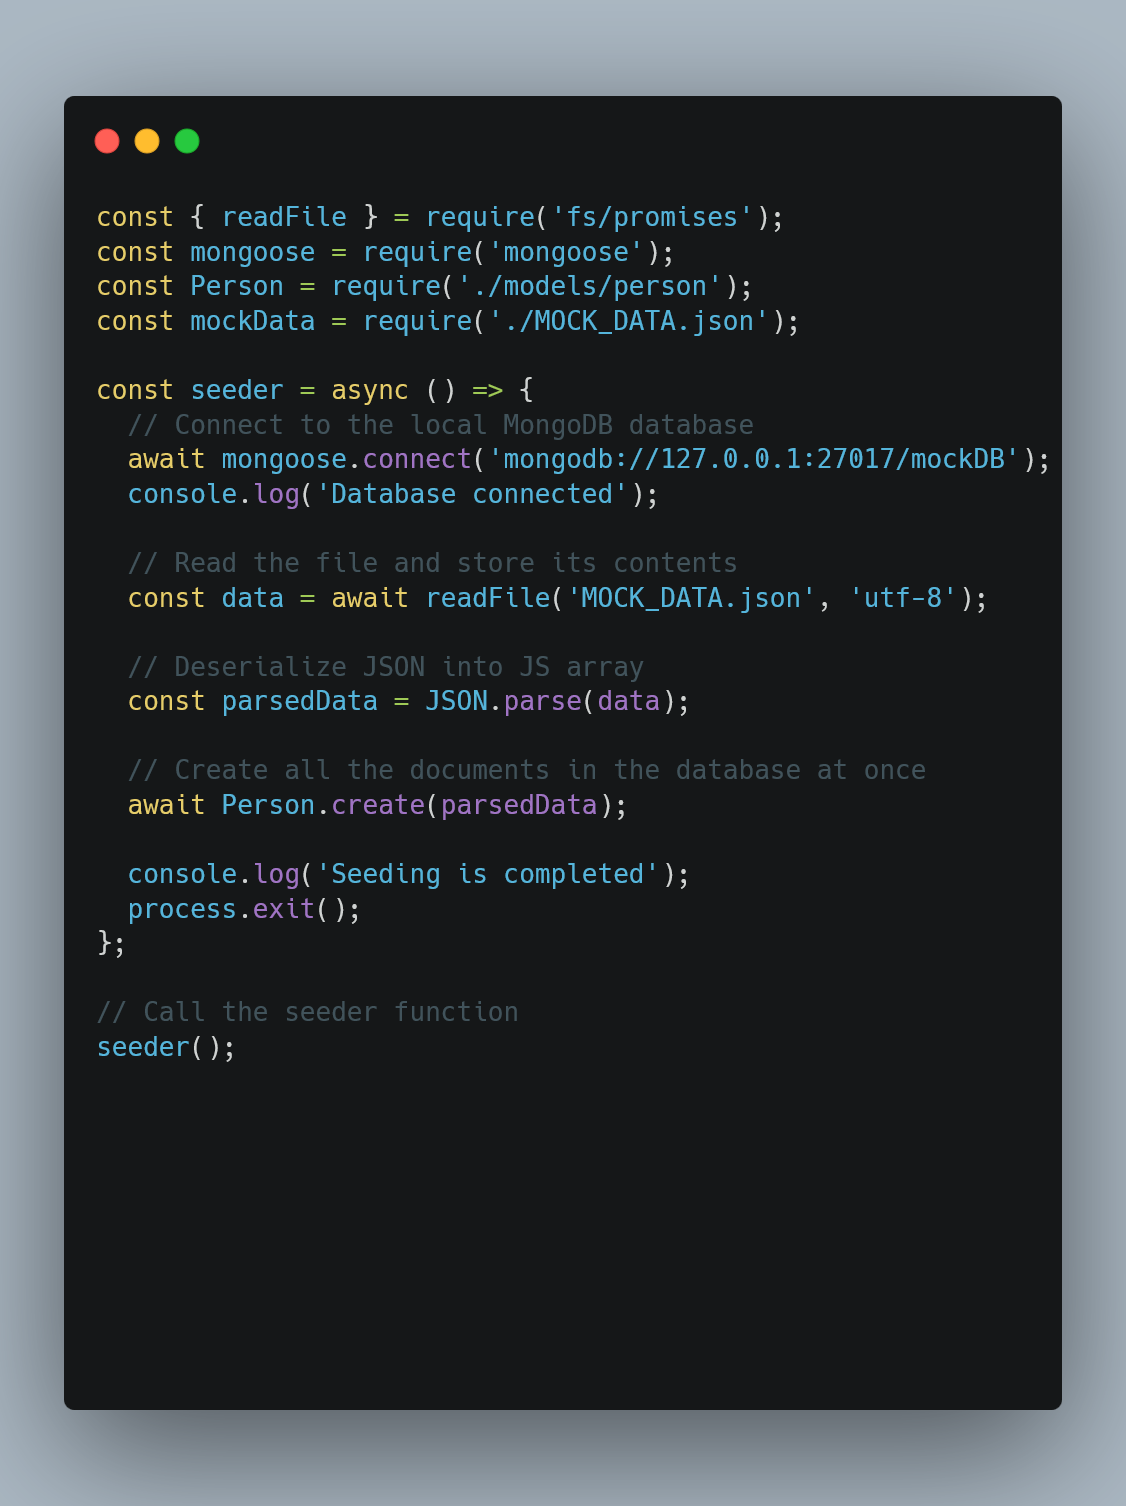 const { readFile } = require('fs/promises');
const mongoose = require('mongoose');
const Person = require('./models/person');
const mockData = require('./MOCK_DATA.json');

const seeder = async () => {
  // Connect to the local MongoDB database
  await mongoose.connect('mongodb://127.0.0.1:27017/mockDB');
  console.log('Database connected');

  // Read the file and store its contents
  const data = await readFile('MOCK_DATA.json', 'utf-8');

  // Deserialize JSON into JS array
  const parsedData = JSON.parse(data);

  // Create all the documents in the database at once
  await Person.create(parsedData);

  console.log('Seeding is completed');
  process.exit();
};

// Call the seeder function
seeder();